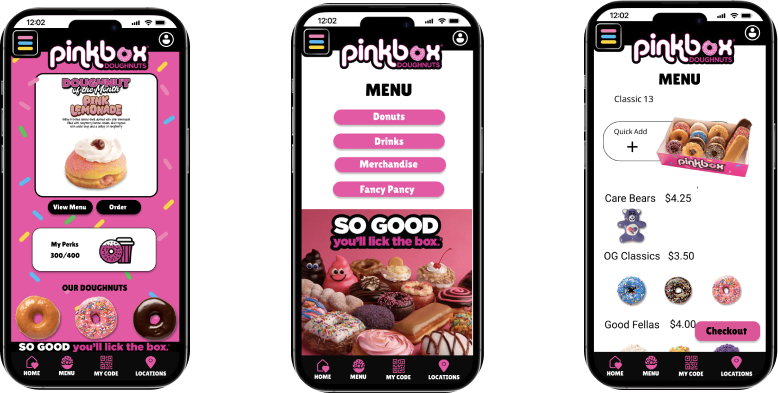 12:02
pinkbox
DOUGHNUTS
DOUGHNUT
of the Month
PINK
LEMONADE
View Menu
Order
My Perks
300/400
OUR DOUGHNUTS
SO GOOD you'll lick the box.
HOME
MENU
MY CODE
LOCATIONS
12:02
pinkbox
DOUGHNUTS
MENU
Donuts
Drinks
Merchandise
Fancy Pancy
SO GOOD
you'll lick the box.
HOME
MENU
MY CODE
LOCATIONS
12:02
pinkbox
DOUGHNUTS
MENU
Classic 13
Quick Add
+
pinkbox
Care Bears $4.25
OG Classics $3.50
Good Fellas $4.00
Checkout
HOME
MENU
MY CODE
LOCATIONS